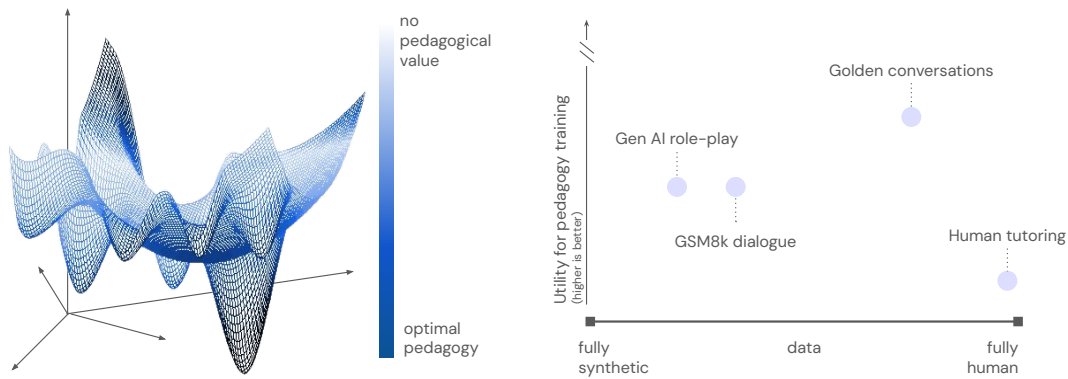 no
pedagogical
value
optimal
pedagogy
Utility for pedagogy training
(higher is better)
Golden conversations
Gen AI role-play
GSM8k dialogue
Human tutoring
fully
synthetic
data
fully
human